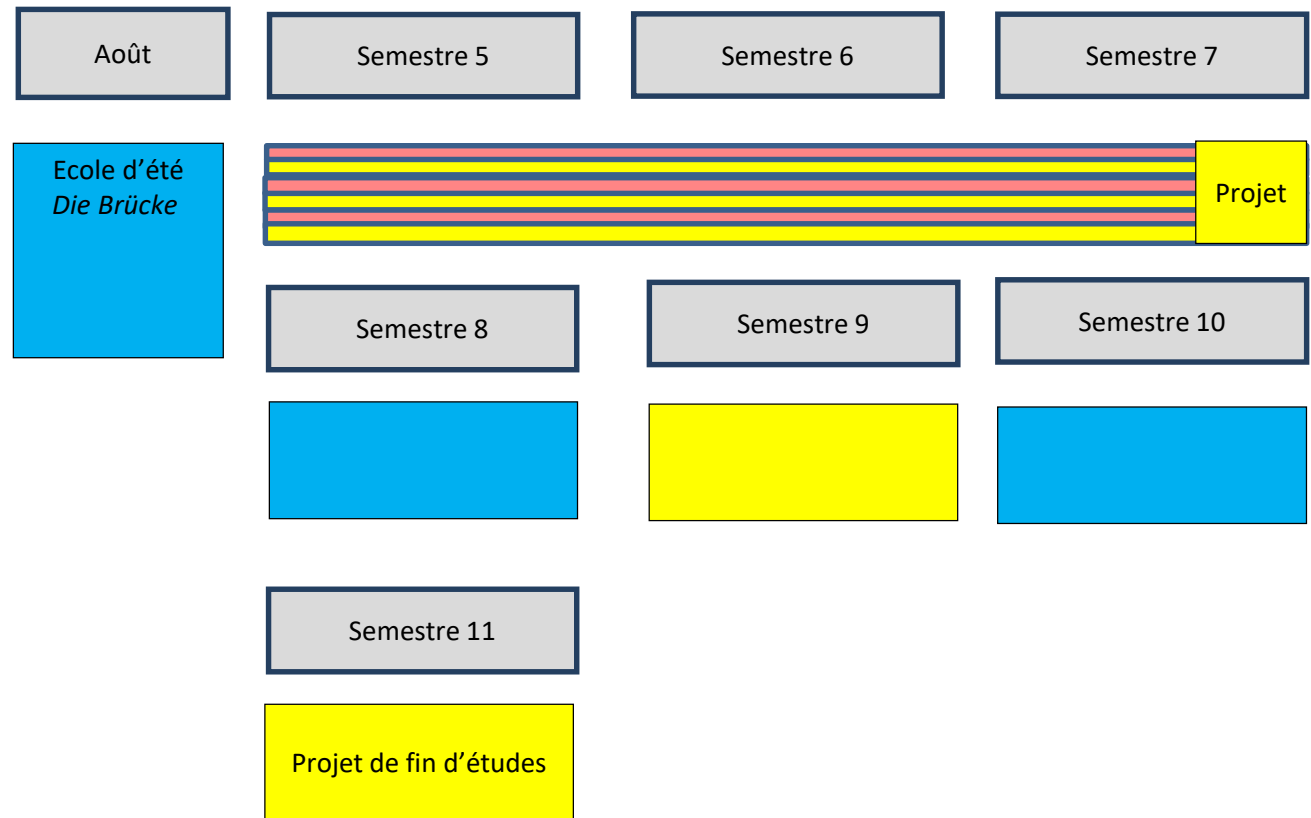 Août
Semestre 5
Semestre 6
Semestre 7
Ecole d’été
Die Brücke
Projet
Semestre 8
Semestre 9
Semestre 10
Semestre 11
Projet de fin d’études